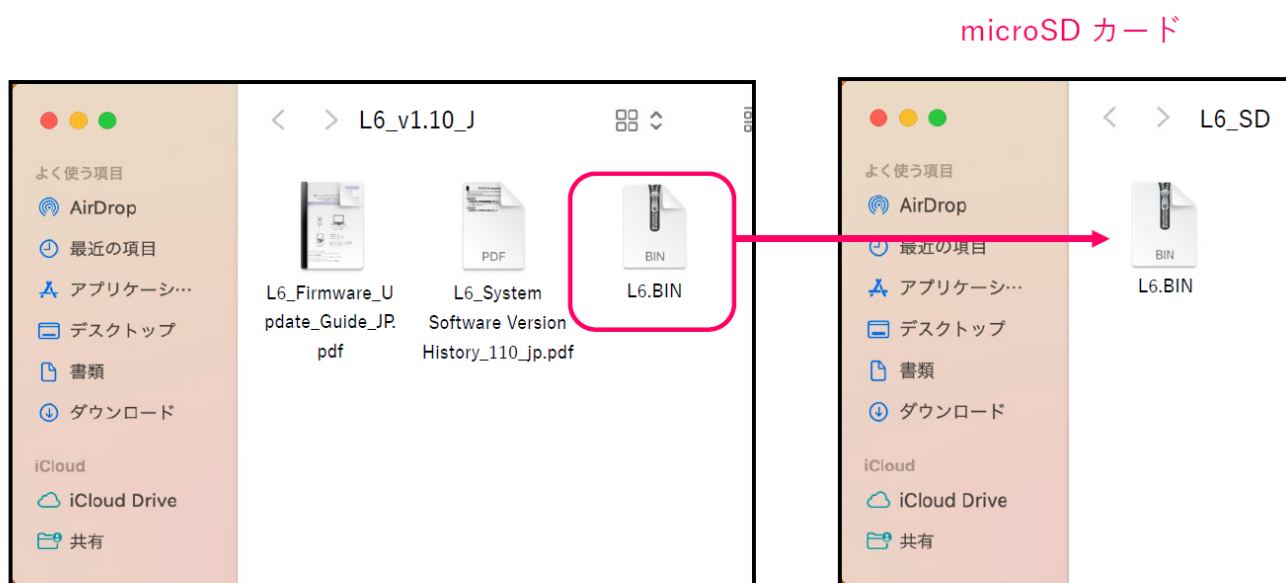 microSD カード
L6_v1.10_J
よく使う項目
AirDrop
最近の項目
アプリケーシ…
デスクトップ
書類
ダウンロード
iCloud
iCloud Drive
共有
L6_Firmware_U
pdate_Guide_JP.
pdf
PDF
L6_System
Software Version
History_110_jp.pdf
BIN
L6.BIN
L6_SD
よく使う項目
AirDrop
最近の項目
アプリケーシ…
デスクトップ
書類
ダウンロード
iCloud
iCloud Drive
共有
BIN
L6.BIN